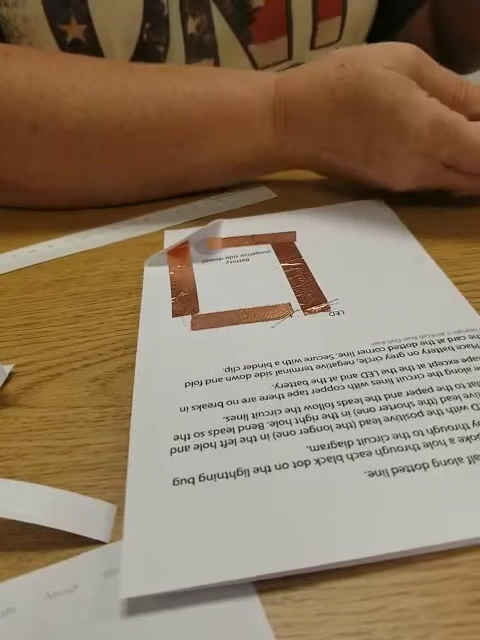 alf along dotted line.
oke a hole through each black dot on the lightning bug
y through to the circuit diagram.
D with the positive lead (the longer one) in the left hole and
ive lead (the shorter one) in the right hole. Bend leads so the
lat to the paper and the leads follow the circuit lines.
he along the circuit lines with copper tape there are no breaks in
ape except at the the LED and at the battery.
Place battery on grey circle, negative terminal side down and fold
he card at the dotted corner line. Secure with a binder clip.
LED
Battery
(negative side down)